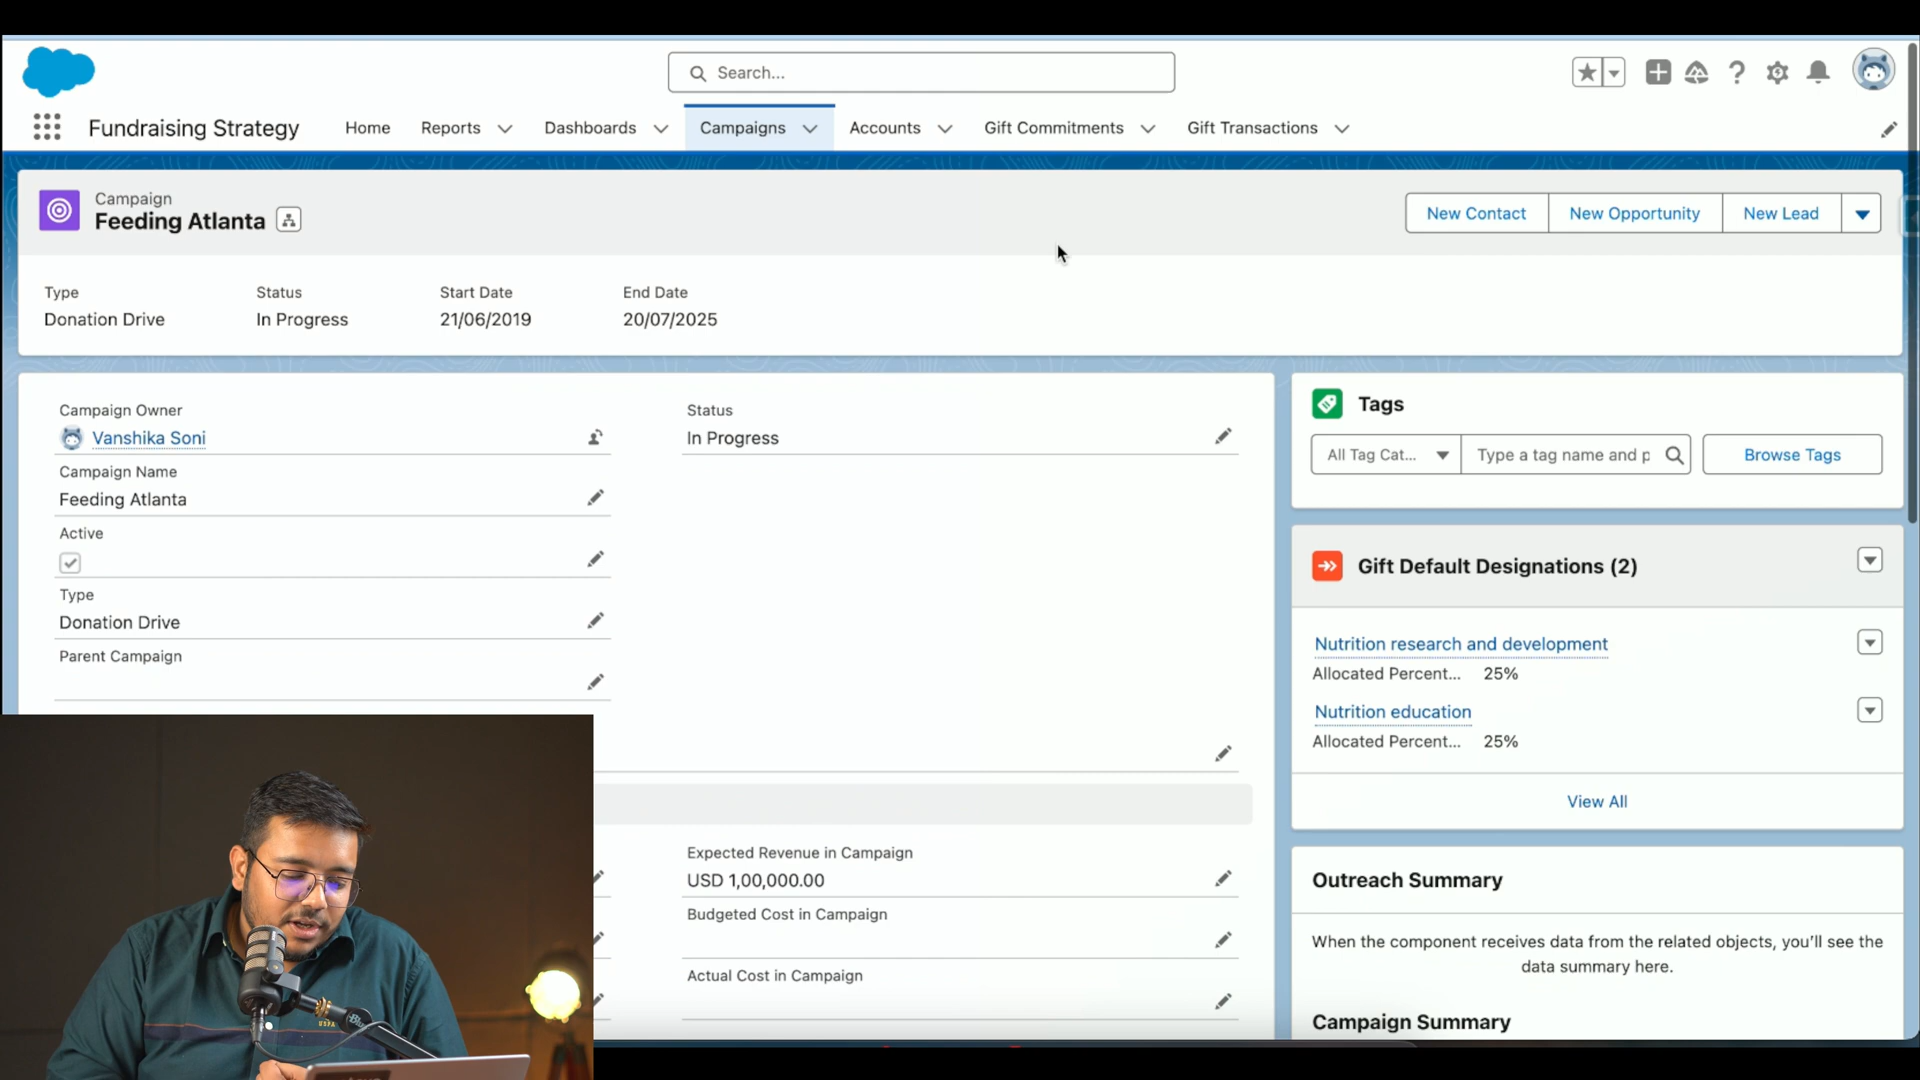 Search...
Fundraising Strategy Home Reports Dashboards Campaigns Accounts Gift Commitments Gift Transactions
Campaign
Feeding Atlanta
New Contact New Opportunity New Lead
Type Status Start Date End Date
Donation Drive In Progress 21/06/2019 20/07/2025
Campaign Owner
Vanshika Soni
Campaign Name
Feeding Atlanta
Active
Type
Donation Drive
Parent Campaign
Status
In Progress
Expected Revenue in Campaign
USD 1,00,000.00
Budgeted Cost in Campaign
Actual Cost in Campaign
Tags
All Tag Cat... Type a tag name and p Browse Tags
Gift Default Designations (2)
Nutrition research and development
Allocated Percent... 25%
Nutrition education
Allocated Percent... 25%
View All
Outreach Summary
When the component receives data from the related objects, you'll see the
data summary here.
Campaign Summary